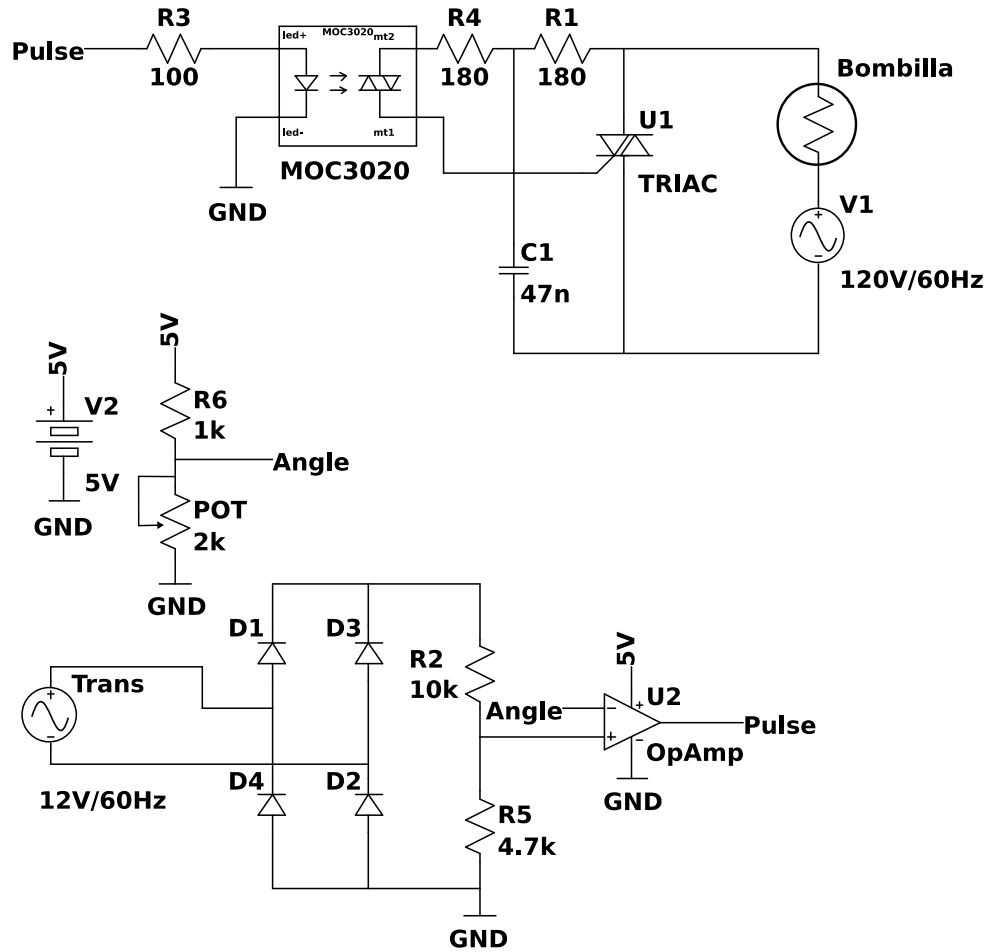 R3
R1
led+
MOC3020
mt2
R4
Pulse
100
180
180
Bombilla
led-
mt1
U1
MOC3020
TRIAC
GND
V1
+
−
C1
47n
120V/60Hz
5V
5V
+
V2
R6
1k
Angle
5V
GND
POT
2k
GND
D1
D3
R2
10k
5V
Trans
+
−
U2
+
Angle
−
+
−
Pulse
OpAmp
12V/60Hz
D4
D2
GND
R5
4.7k
GND